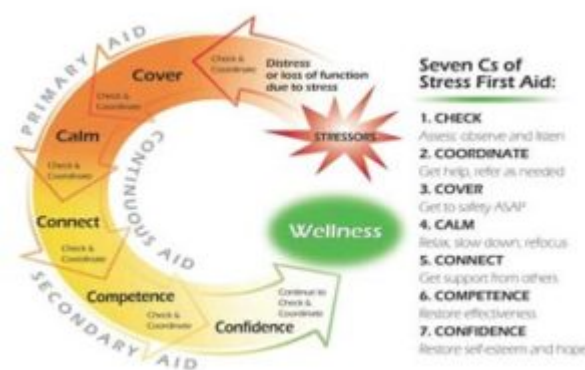 PRIMARY AID
CONTINUOUS AID
SECONDARY AID
Check &
Coordinate
Distress
or loss of function
due to stress
STRESSORS
Cover
Check &
Coordinate
Calm
Check &
Coordinate
Connect
Check &
Coordinate
Competence
Check &
Coordinate
Confidence
Continue to
Check &
Coordinate
Wellness
Seven Cs of
Stress First Aid:
1. CHECK
Assess: observe and listen
2. COORDINATE
Get help, refer as needed
3. COVER
Get to safety ASAP
4. CALM
Relax, slow down, refocus
5. CONNECT
Get support from others
6. COMPETENCE
Restore effectiveness
7. CONFIDENCE
Restore self-esteem and hope